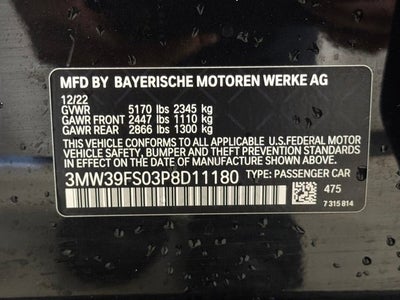 MFD BY BAYERISCHE MOTOREN WERKE AG
12/22
GVWR 5170 lbs 2345 kg
GAWR FRONT 2447 lbs 1110 kg
GAWR REAR 2866 lbs 1300 kg
THIS VEHICLE CONFORMS TO ALL APPLICABLE U.S. FEDERAL MOTOR
VEHICLE SAFETY, BUMPER, AND THEFT PREVENTION STANDARDS
IN EFFECT ON THE DATE OF MANUFACTURE SHOWN ABOVE.
3MW39FS03P8D11180 TYPE: PASSENGER CAR
475
7 315 814